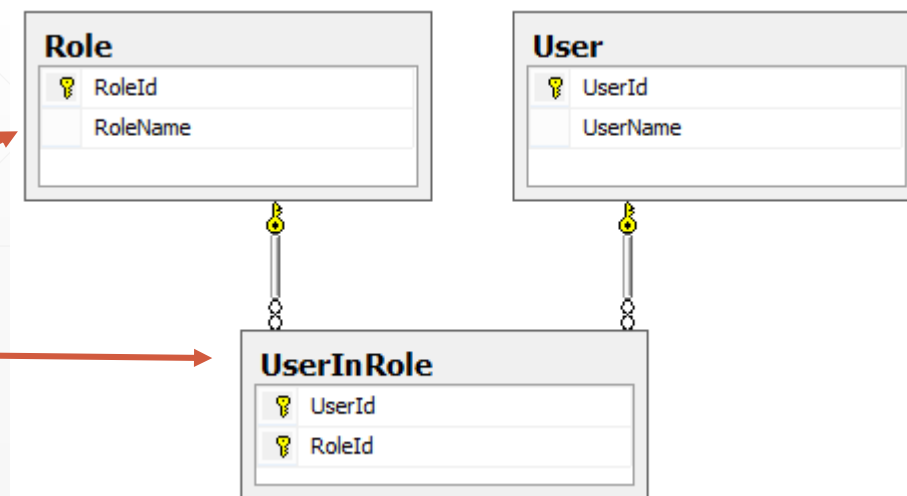 Role
RoleId
RoleName
User
UserId
UserName
UserInRole
UserId
RoleId